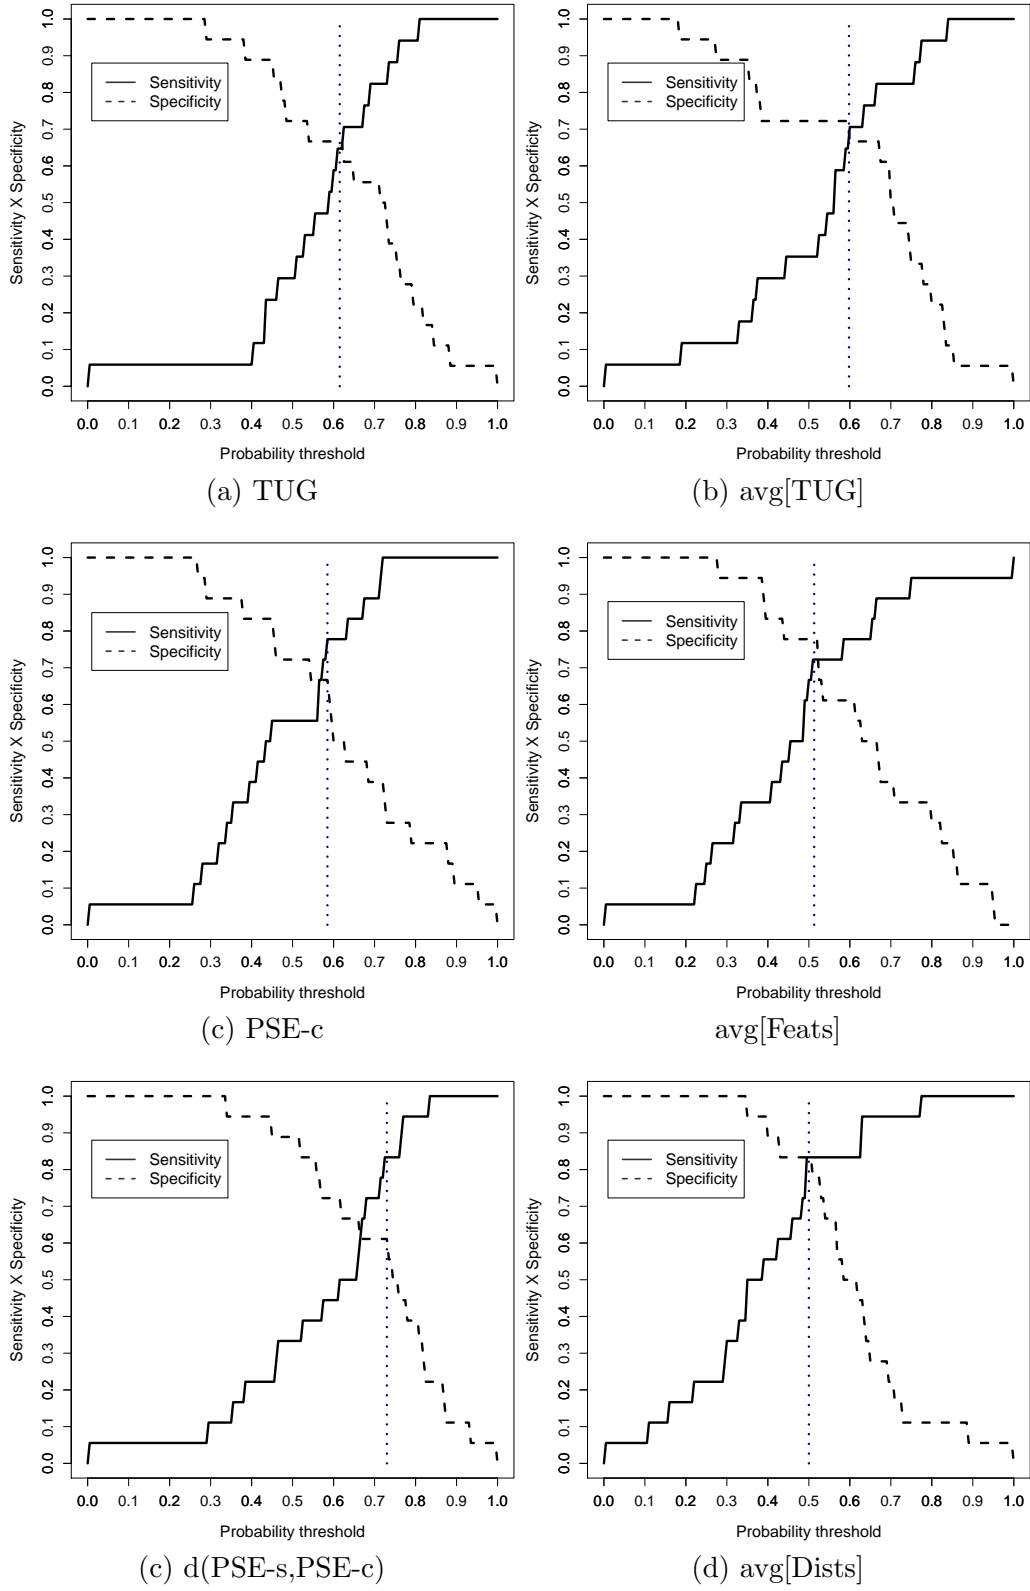 Sensitivity X Specificity
1.0
0.9
0.8
0.7
0.6
0.5
0.4
0.3
0.2
0.1
0.0
Sensitivity
Specificity
0.0 0.1 0.2 0.3 0.4 0.5 0.6 0.7 0.8 0.9 1.0
Probability threshold
(a) TUG
Sensitivity X Specificity
1.0
0.9
0.8
0.7
0.6
0.5
0.4
0.3
0.2
0.1
0.0
Sensitivity
Specificity
0.0 0.1 0.2 0.3 0.4 0.5 0.6 0.7 0.8 0.9 1.0
Probability threshold
(b) avg[TUG]
Sensitivity X Specificity
1.0
0.9
0.8
0.7
0.6
0.5
0.4
0.3
0.2
0.1
0.0
Sensitivity
Specificity
0.0 0.1 0.2 0.3 0.4 0.5 0.6 0.7 0.8 0.9 1.0
Probability threshold
(c) PSE-c
Sensitivity X Specificity
1.0
0.9
0.8
0.7
0.6
0.5
0.4
0.3
0.2
0.1
0.0
Sensitivity
Specificity
0.0 0.1 0.2 0.3 0.4 0.5 0.6 0.7 0.8 0.9 1.0
Probability threshold
avg[Feats]
Sensitivity X Specificity
1.0
0.9
0.8
0.7
0.6
0.5
0.4
0.3
0.2
0.1
0.0
Sensitivity
Specificity
0.0 0.1 0.2 0.3 0.4 0.5 0.6 0.7 0.8 0.9 1.0
Probability threshold
(c) d(PSE-s,PSE-c)
Sensitivity X Specificity
1.0
0.9
0.8
0.7
0.6
0.5
0.4
0.3
0.2
0.1
0.0
Sensitivity
Specificity
0.0 0.1 0.2 0.3 0.4 0.5 0.6 0.7 0.8 0.9 1.0
Probability threshold
(d) avg[Dists]